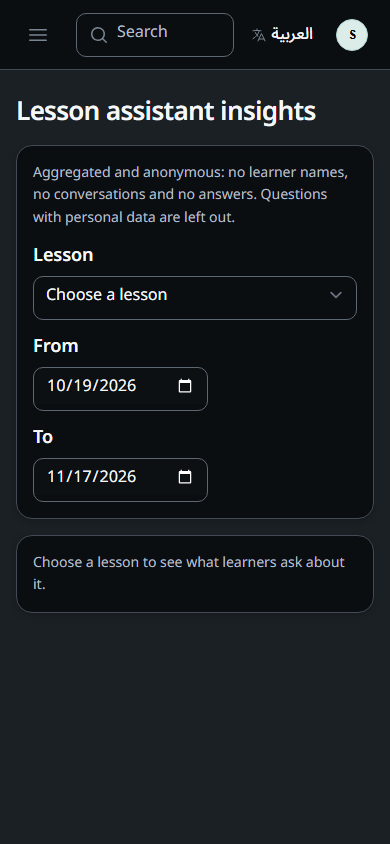 Search
العربية
S
Lesson assistant insights
Aggregated and anonymous: no learner names,
no conversations and no answers. Questions
with personal data are left out.
Lesson
Choose a lesson
From
10/19/2026
To
11/17/2026
Choose a lesson to see what learners ask about
it.